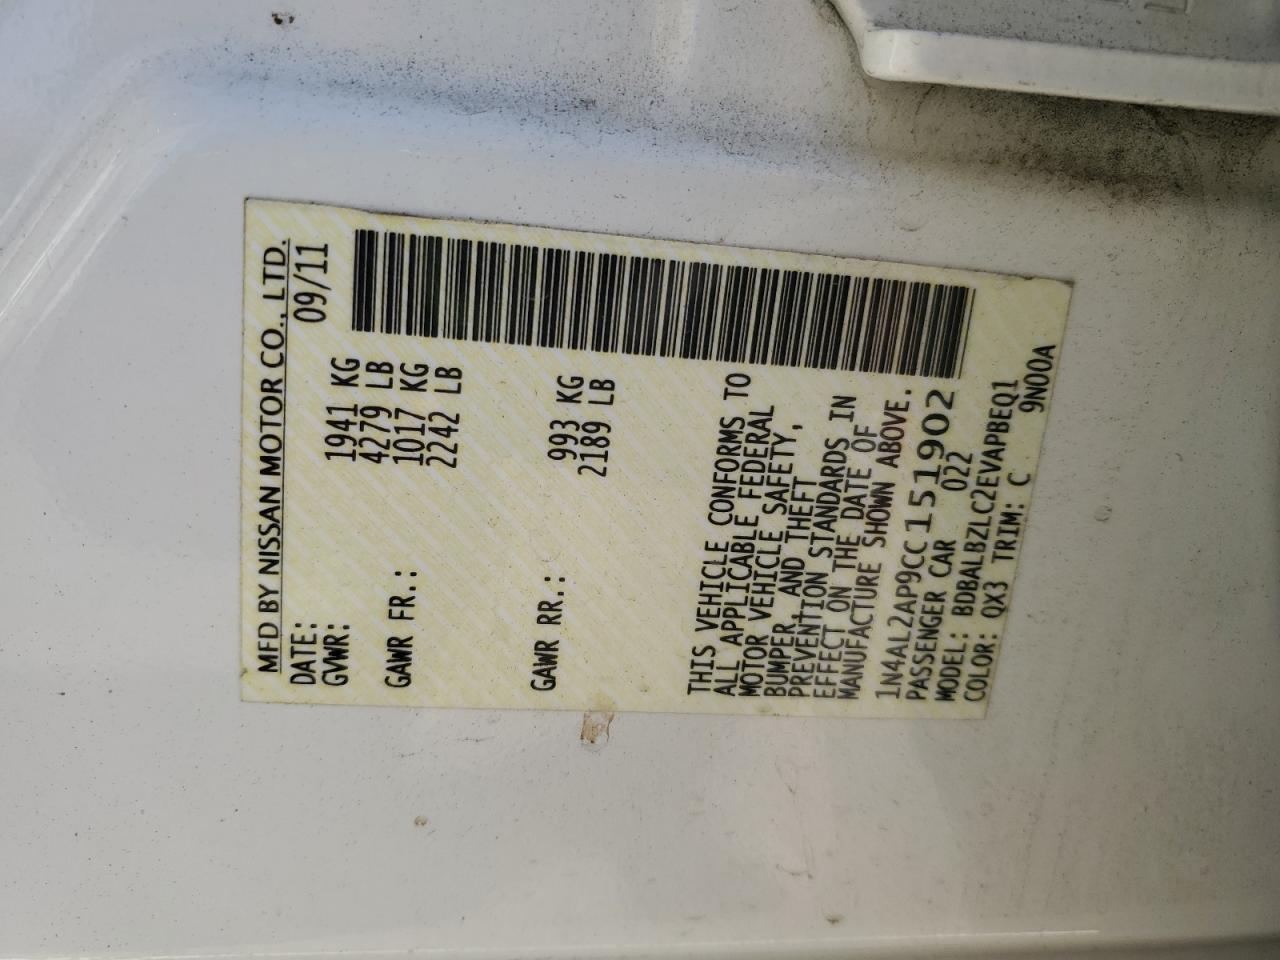 MFD BY NISSAN MOTOR CO., LTD.
DATE: 09/11
GVWR: 1941 KG
4279 LB
GAWR FR.: 1017 KG
2242 LB
GAWR RR.: 993 KG
2189 LB
THIS VEHICLE CONFORMS TO
ALL APPLICABLE FEDERAL
MOTOR VEHICLE SAFETY,
BUMPER, AND THEFT
PREVENTION STANDARDS IN
EFFECT ON THE DATE OF
MANUFACTURE SHOWN ABOVE.
1N4AL2AP9CC151902
PASSENGER CAR 022
MODEL: BDBALBZLC2EVAPBEQ1
COLOR: QX3 TRIM: C 9N00A